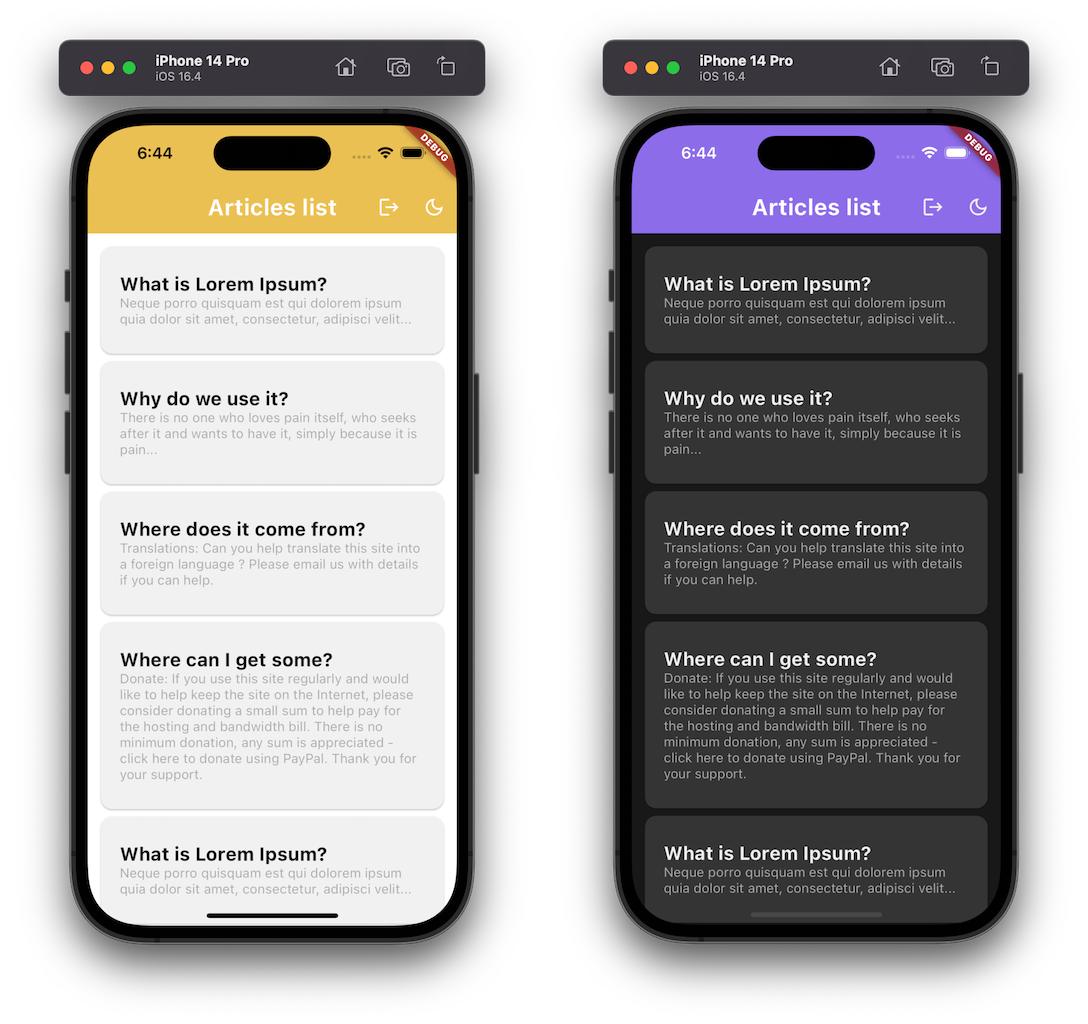 iPhone 14 Pro
iOS 16.4
6:44
DEBUG
Articles list
What is Lorem Ipsum?
Neque porro quisquam est qui dolorem ipsum
quia dolor sit amet, consectetur, adipisci velit...
Why do we use it?
There is no one who loves pain itself, who seeks
after it and wants to have it, simply because it is
pain...
Where does it come from?
Translations: Can you help translate this site into
a foreign language ? Please email us with details
if you can help.
Where can I get some?
Donate: If you use this site regularly and would
like to help keep the site on the Internet, please
consider donating a small sum to help pay for
the hosting and bandwidth bill. There is no
minimum donation, any sum is appreciated -
click here to donate using PayPal. Thank you for
your support.
What is Lorem Ipsum?
Neque porro quisquam est qui dolorem ipsum
quia dolor sit amet, consectetur, adipisci velit...
iPhone 14 Pro
iOS 16.4
6:44
DEBUG
Articles list
What is Lorem Ipsum?
Neque porro quisquam est qui dolorem ipsum
quia dolor sit amet, consectetur, adipisci velit...
Why do we use it?
There is no one who loves pain itself, who seeks
after it and wants to have it, simply because it is
pain...
Where does it come from?
Translations: Can you help translate this site into
a foreign language ? Please email us with details
if you can help.
Where can I get some?
Donate: If you use this site regularly and would
like to help keep the site on the Internet, please
consider donating a small sum to help pay for
the hosting and bandwidth bill. There is no
minimum donation, any sum is appreciated -
click here to donate using PayPal. Thank you for
your support.
What is Lorem Ipsum?
Neque porro quisquam est qui dolorem ipsum
quia dolor sit amet, consectetur, adipisci velit...